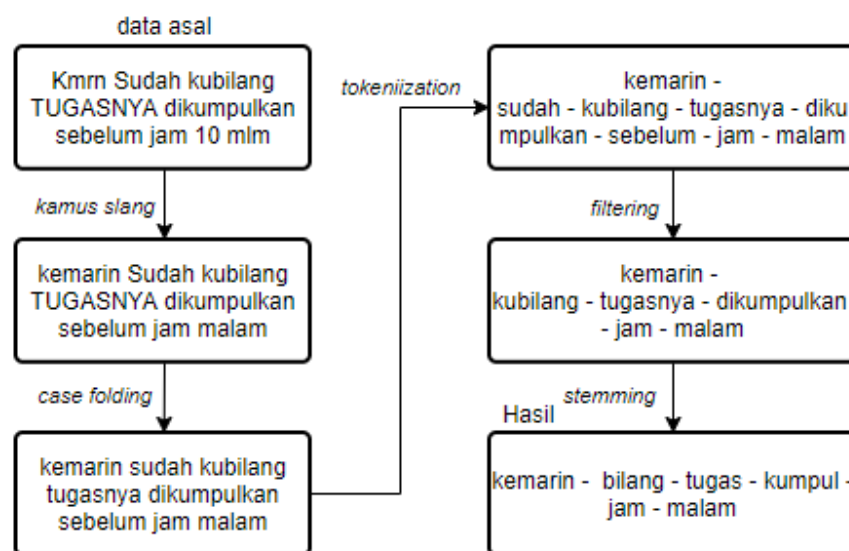 data asal
Kmrn Sudah kubilang
TUGASNYA dikumpulkan
sebelum jam 10 mlm
kamus slang
kemarin Sudah kubilang
TUGASNYA dikumpulkan
sebelum jam malam
case folding
kemarin sudah kubilang
tugasnya dikumpulkan
sebelum jam malam
tokeniization
kemarin -
sudah - kubilang - tugasnya - diku
mpulkan - sebelum - jam - malam
filtering
kemarin -
kubilang - tugasnya - dikumpulkan
- jam - malam
stemming
Hasil
kemarin - bilang - tugas - kumpul -
jam - malam